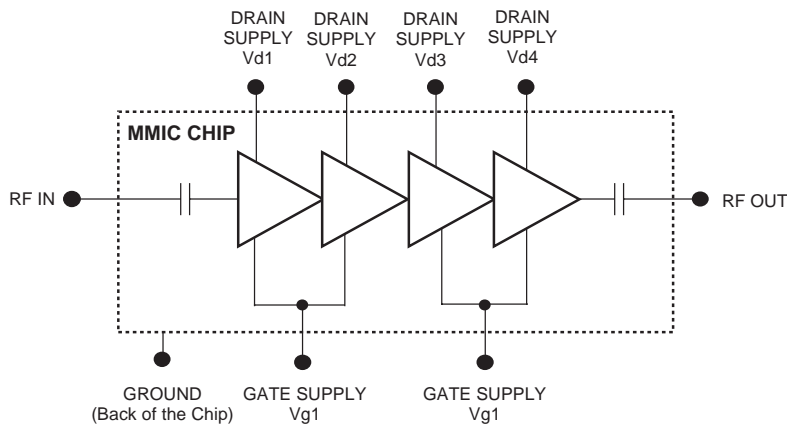 DRAIN
SUPPLY
Vd1
DRAIN
SUPPLY
Vd2
DRAIN
SUPPLY
Vd3
DRAIN
SUPPLY
Vd4
MMIC CHIP
RF IN
RF OUT
GROUND
(Back of the Chip)
GATE SUPPLY
Vg1
GATE SUPPLY
Vg1